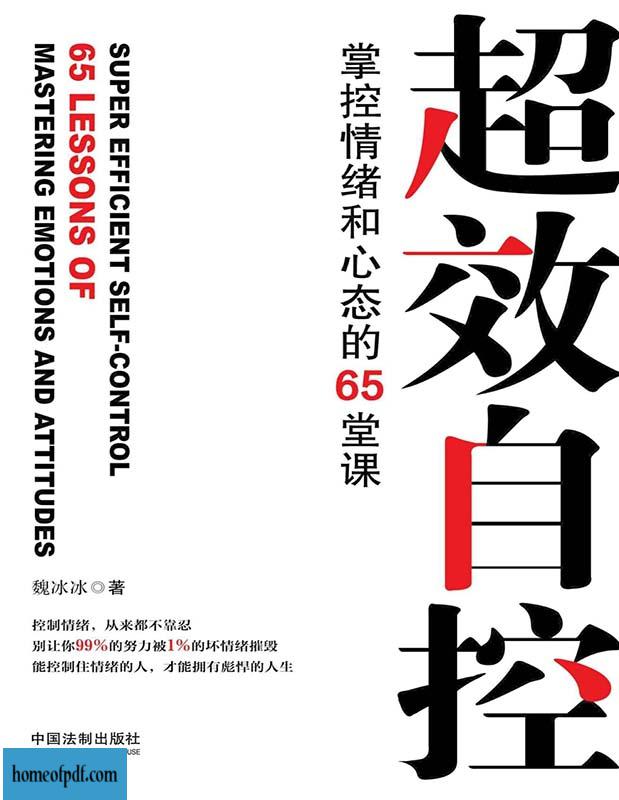 超效自控
掌控情绪和心态的65堂课
SUPER EFFICIENT SELF-CONTROL
65 LESSONS OF
MASTERING EMOTIONS AND ATTITUDES
魏冰冰◎著
控制情绪，从来都不靠忍
别让你99%的努力被1%的坏情绪摧毁
能控制住情绪的人，才能拥有彪悍的人生
中国法制出版社
homeofpdf.com